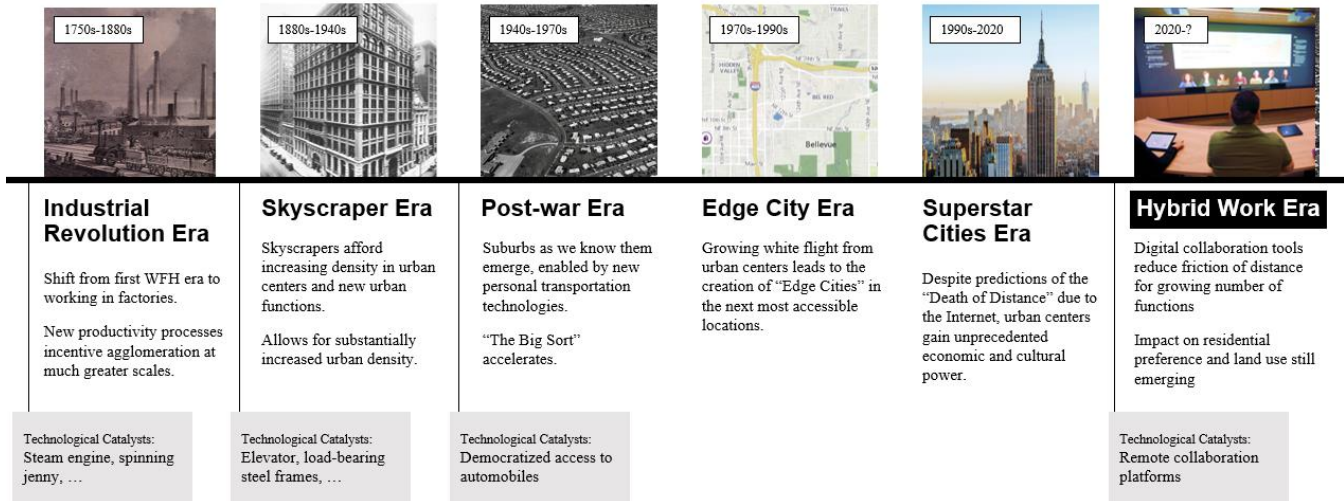 1750s-1880s
1880s-1940s
1940s-1970s
1970s-1990s
1990s-2020
2020-?
HIDDEN
VALLEY
BIG RED
Bellevue
Industrial
Revolution Era
Shift from first WFH era to
working in factories.
New productivity processes
incentive agglomeration at
much greater scales.
Technological Catalysts:
Steam engine, spinning
jenny, …
Skyscraper Era
Skyscrapers afford
increasing density in urban
centers and new urban
functions.
Allows for substantially
increased urban density.
Technological Catalysts:
Elevator, load-bearing
steel frames, …
Post-war Era
Suburbs as we know them
emerge, enabled by new
personal transportation
technologies.
“The Big Sort”
accelerates.
Technological Catalysts:
Democratized access to
automobiles
Edge City Era
Growing white flight from
urban centers leads to the
creation of “Edge Cities” in
the next most accessible
locations.
Superstar
Cities Era
Despite predictions of the
“Death of Distance” due to
the Internet, urban centers
gain unprecedented
economic and cultural
power.
Hybrid Work Era
Digital collaboration tools
reduce friction of distance
for growing number of
functions
Impact on residential
preference and land use still
emerging
Technological Catalysts:
Remote collaboration
platforms